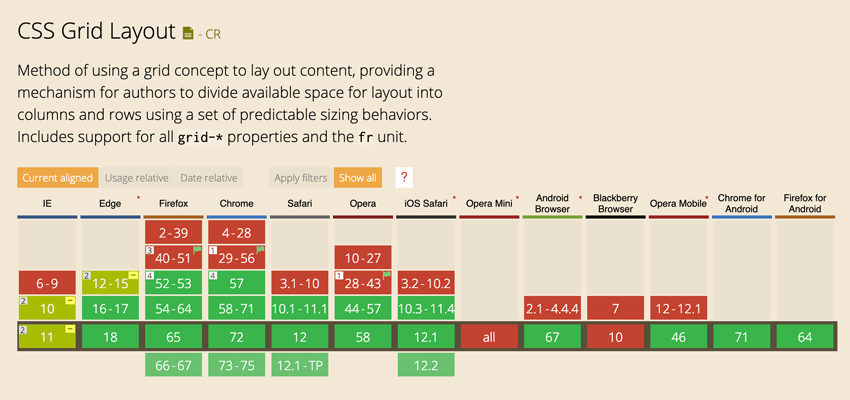 CSS Grid Layout - CR
Method of using a grid concept to lay out content, providing a
mechanism for authors to divide available space for layout into
columns and rows using a set of predictable sizing behaviors.
Includes support for all grid-* properties and the fr unit.
Current aligned Usage relative Date relative Apply filters Show all ?
IE Edge * Firefox Chrome Safari Opera iOS Safari * Opera Mini * Android Browser * Blackberry Browser Opera Mobile * Chrome for Android Firefox for Android
2-39 4-28
3 40-51 1 29-56 10-27
6-9 2 12-15 4 52-53 4 57 3.1-10 1 28-43 3.2-10.2
2 10 16-17 54-64 58-71 10.1-11.1 44-57 10.3-11.4 2.1-4.4.4 7 12-12.1
2 11 18 65 72 12 58 12.1 all 67 10 46 71 64
66-67 73-75 12.1-TP 12.2